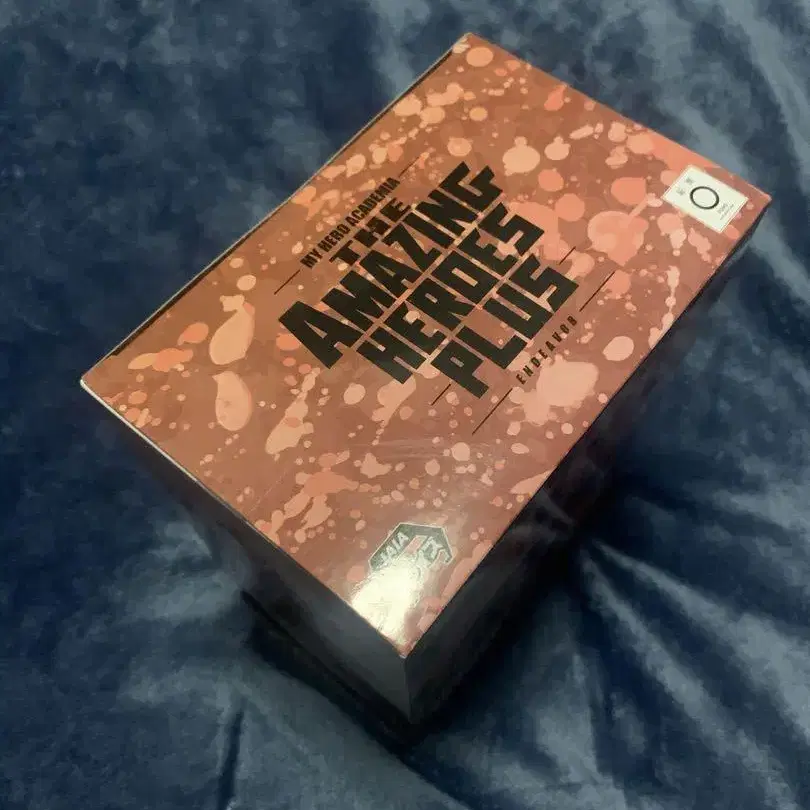 MY HERO ACADEMIA
THE
AMAZING
HEROES
PLUS
ENDEAVOR